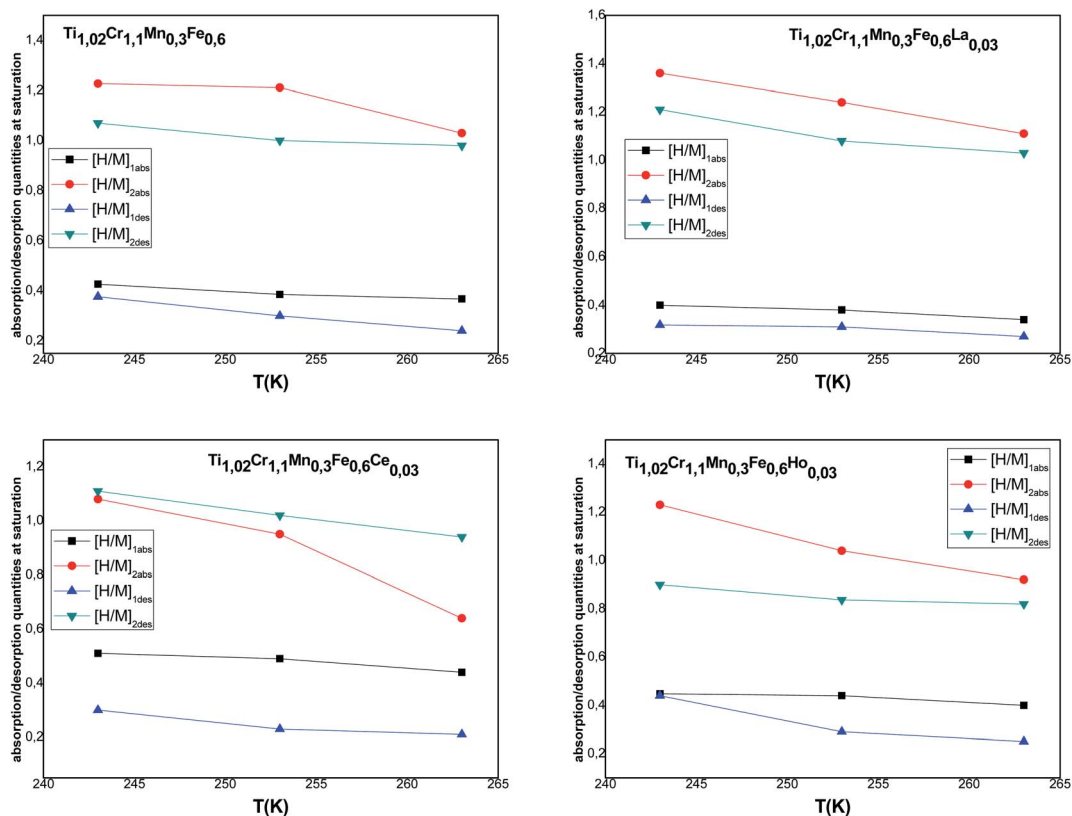 Ti1,02Cr1,1Mn0,3Fe0,6
absorption/desorption quantities at saturation
1,4
1,2
1,0
0,8
0,6
0,4
0,2
[H/M]1abs
[H/M]2abs
[H/M]1des
[H/M]2des
240 245 250 255 260 265
T(K)
Ti1,02Cr1,1Mn0,3Fe0,6La0,03
absorption/desorption quantities at saturation
1,6
1,4
1,2
1,0
0,8
0,6
0,4
0,2
[H/M]1abs
[H/M]2abs
[H/M]1des
[H/M]2des
240 245 250 255 260 265
T(K)
Ti1,02Cr1,1Mn0,3Fe0,6Ce0,03
absorption/desorption quantities at saturation
1,2
1,0
0,8
0,6
0,4
0,2
[H/M]1abs
[H/M]2abs
[H/M]1des
[H/M]2des
240 245 250 255 260 265
T(K)
Ti1,02Cr1,1Mn0,3Fe0,6Ho0,03
absorption/desorption quantities at saturation
1,4
1,2
1,0
0,8
0,6
0,4
0,2
[H/M]1abs
[H/M]2abs
[H/M]1des
[H/M]2des
240 245 250 255 260 265
T(K)